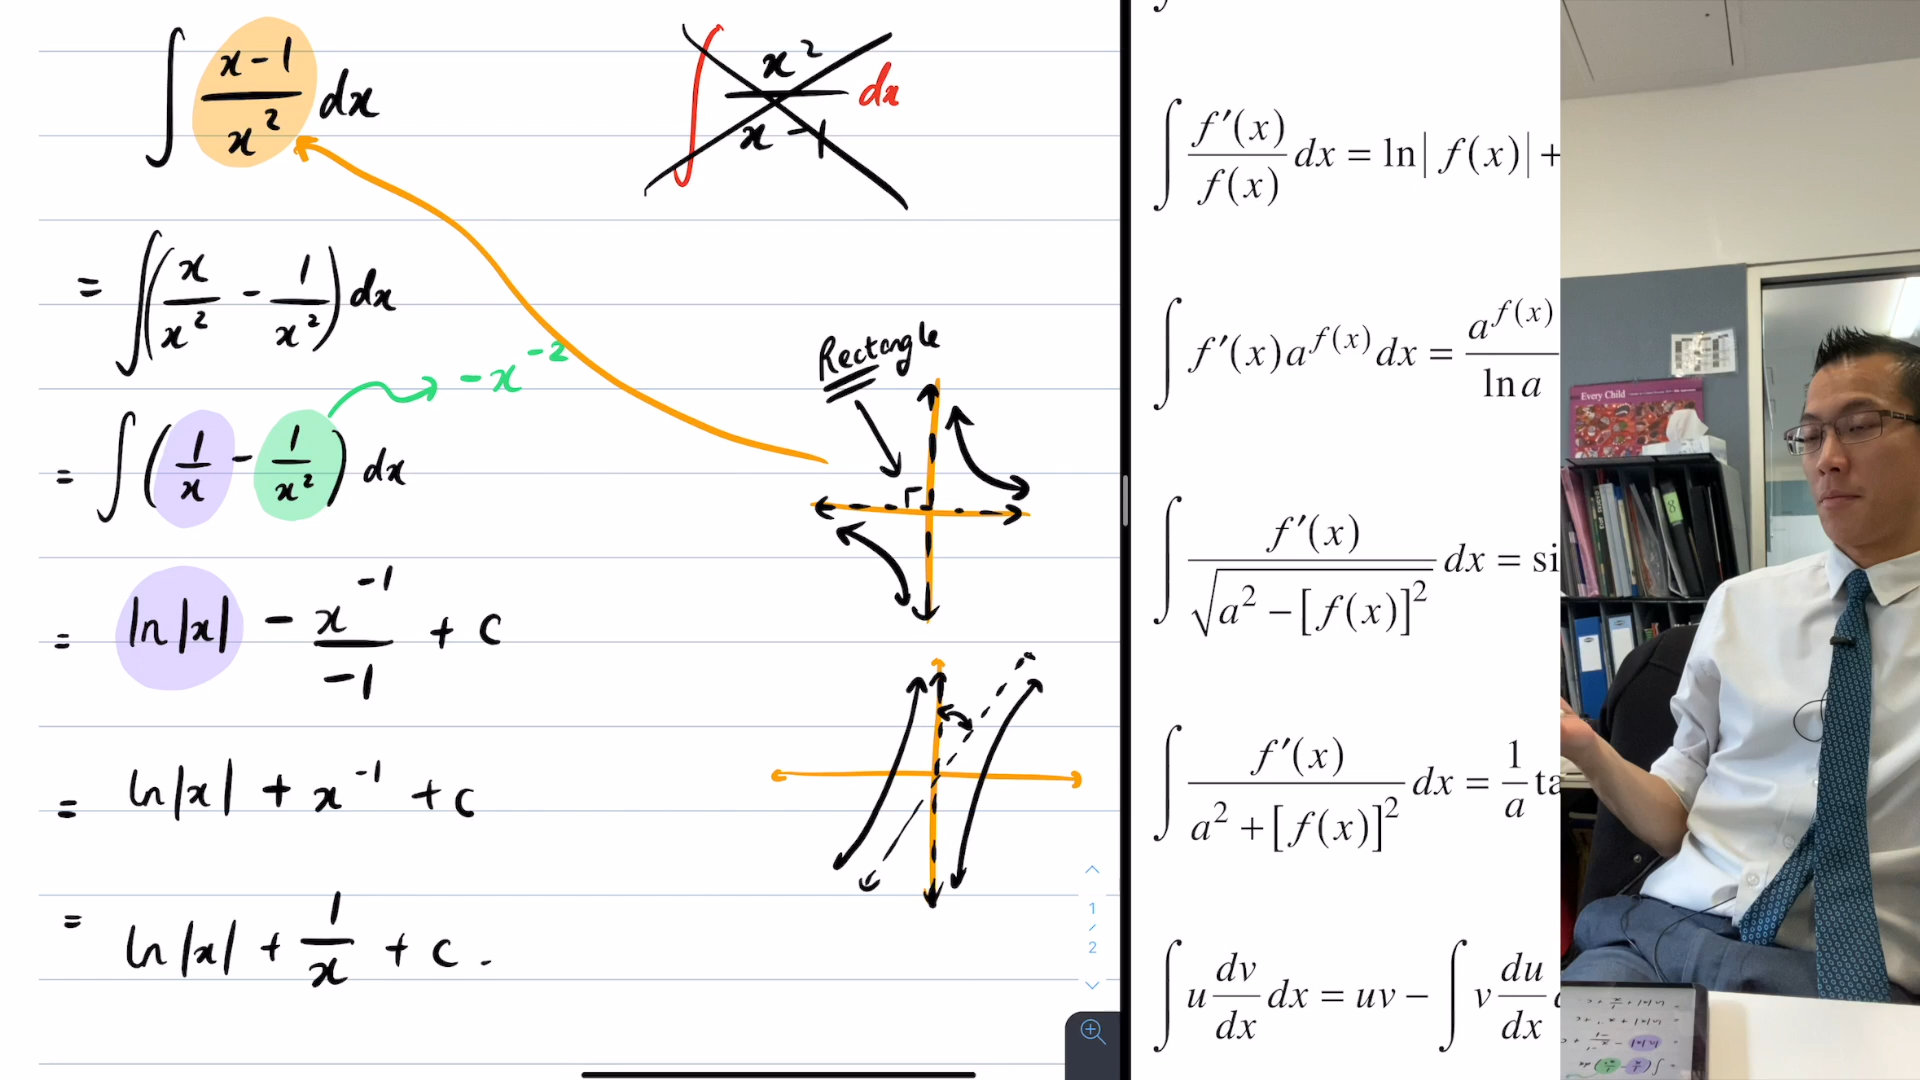 ∫ (x-1)/x² dx
x²/(x-1) dx
= ∫(x/x² - 1/x²) dx
-x⁻²
= ∫(1/x - 1/x²) dx
Rectangle
= ln|x| - x⁻¹/-1 + c
= ln|x| + x⁻¹ + c
= ln|x| + 1/x + c.
1/2
∫ f′(x)/f(x) dx = ln|f(x)| +
∫ f′(x)a^f(x) dx = a^f(x)/ln a
∫ f′(x)/√(a² − [f(x)]²) dx = si
∫ f′(x)/(a² + [f(x)]²) dx = 1/a ta
∫ u dv/dx dx = uv − ∫ v du/dx
Every Child